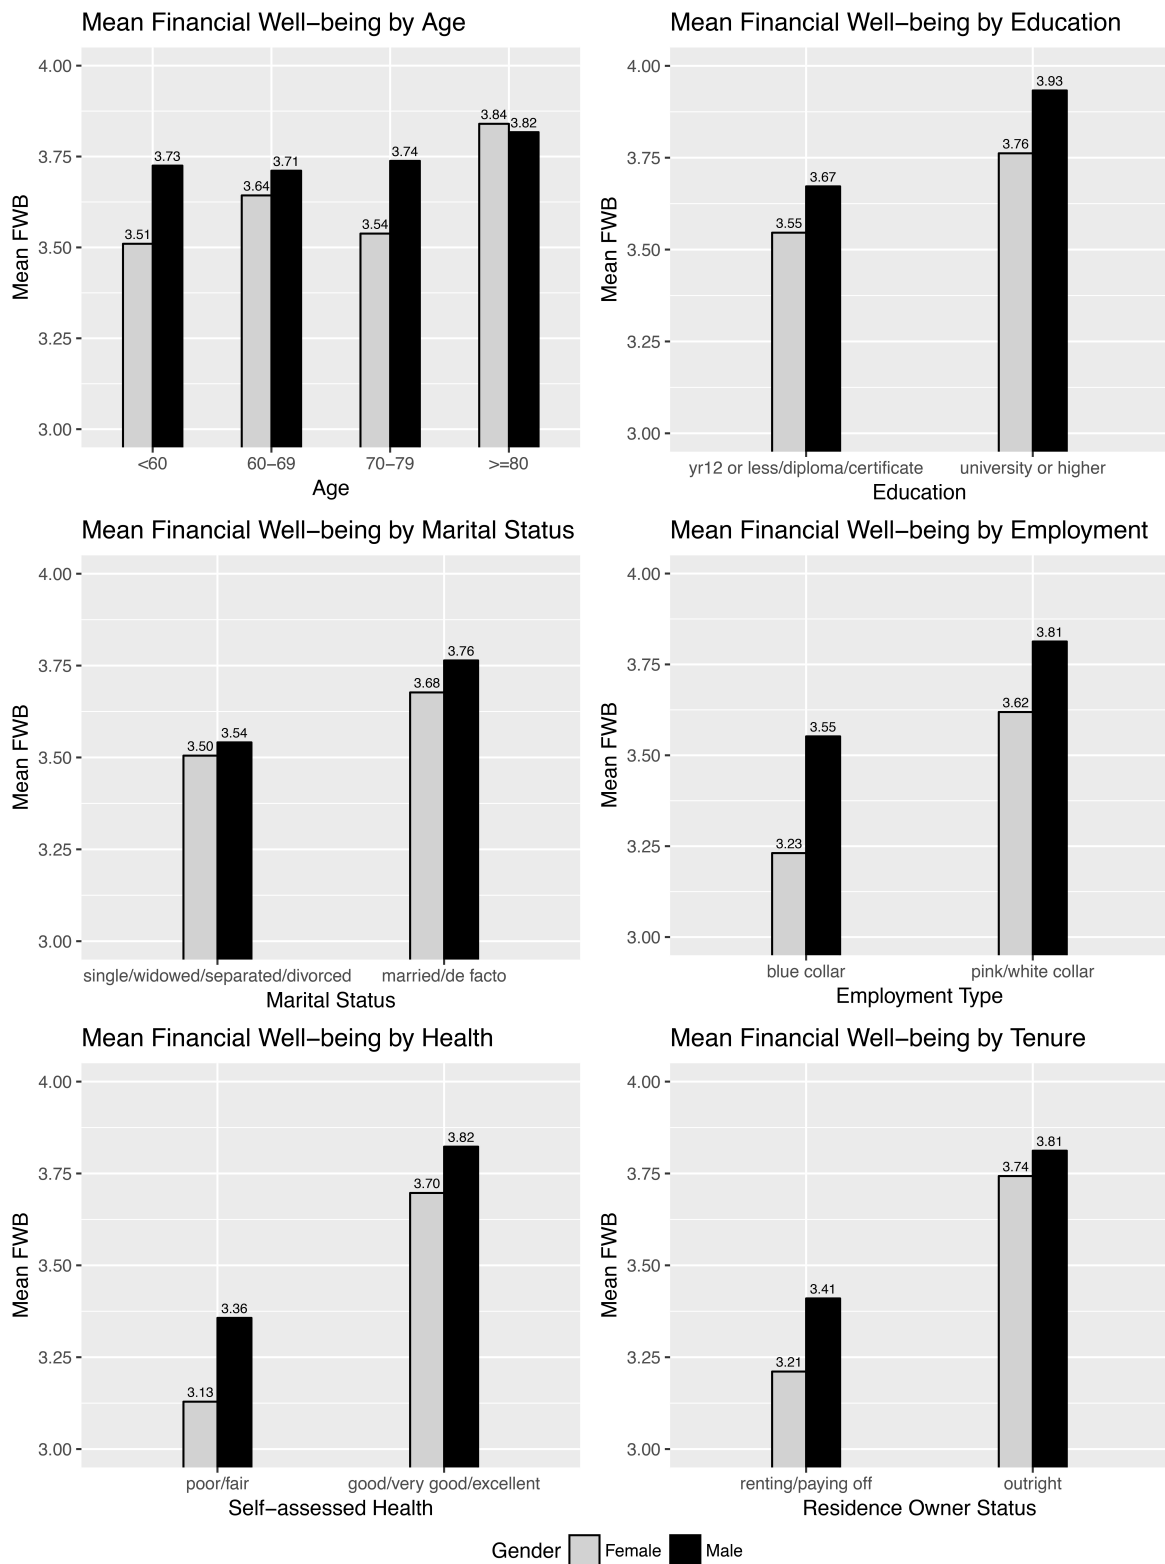 Mean Financial Well–being by Age
4.00
3.75
3.50
3.25
3.00
Mean FWB
3.51
3.73
3.64
3.71
3.54
3.74
3.84
3.82
<60
60–69
70–79
>=80
Age
Mean Financial Well–being by Education
4.00
3.75
3.50
3.25
3.00
Mean FWB
3.55
3.67
3.76
3.93
yr12 or less/diploma/certificate
university or higher
Education
Mean Financial Well–being by Marital Status
4.00
3.75
3.50
3.25
3.00
Mean FWB
3.50
3.54
3.68
3.76
single/widowed/separated/divorced
married/de facto
Marital Status
Mean Financial Well–being by Employment
4.00
3.75
3.50
3.25
3.00
Mean FWB
3.23
3.55
3.62
3.81
blue collar
pink/white collar
Employment Type
Mean Financial Well–being by Health
4.00
3.75
3.50
3.25
3.00
Mean FWB
3.13
3.36
3.70
3.82
poor/fair
good/very good/excellent
Self–assessed Health
Mean Financial Well–being by Tenure
4.00
3.75
3.50
3.25
3.00
Mean FWB
3.21
3.41
3.74
3.81
renting/paying off
outright
Residence Owner Status
Gender Female Male